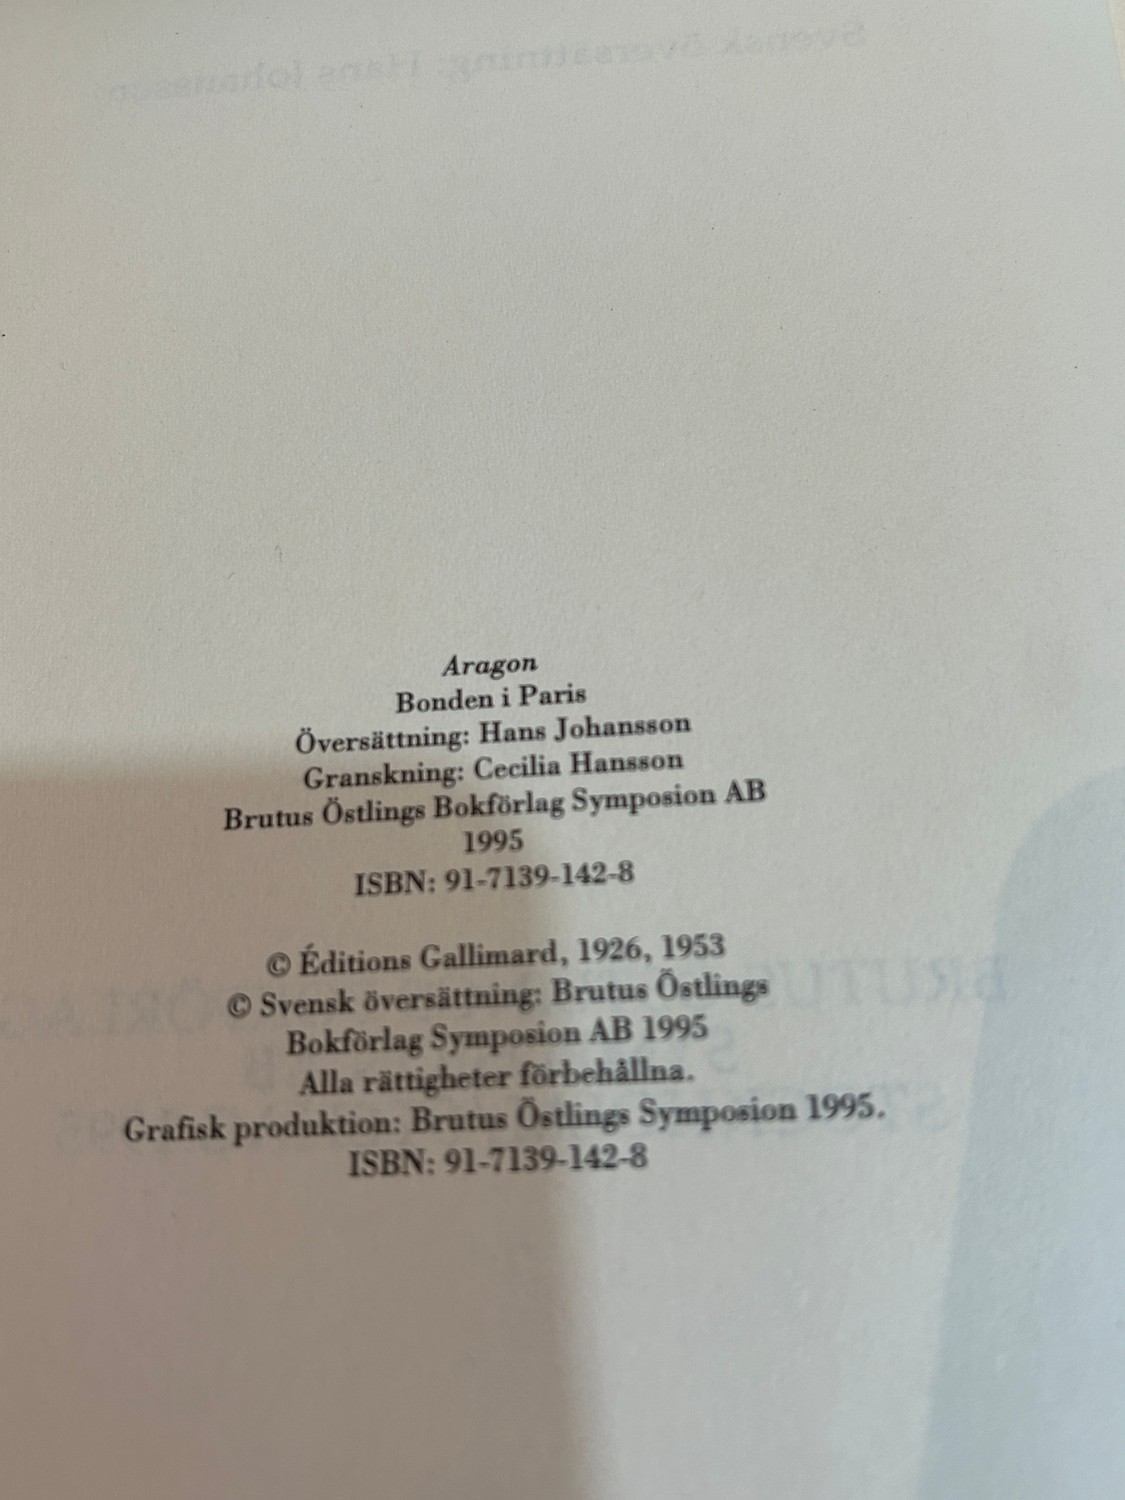 Aragon
Bonden i Paris
Översättning: Hans Johansson
Granskning: Cecilia Hansson
Brutus Östlings Bokförlag Symposion AB
1995
ISBN: 91-7139-142-8
© Éditions Gallimard, 1926, 1953
© Svensk översättning: Brutus Östlings
Bokförlag Symposion AB 1995
Alla rättigheter förbehållna.
Grafisk produktion: Brutus Östlings Symposion 1995.
ISBN: 91-7139-142-8